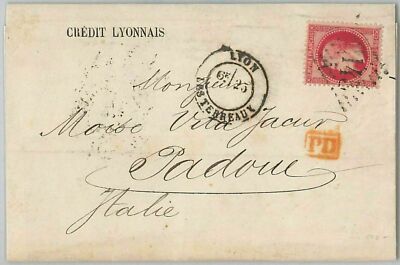 CRÉDIT LYONNAIS
LYON
LES TERREAUX
Monsieur
Moise Vita Jacur
PD
Padoue
Italie